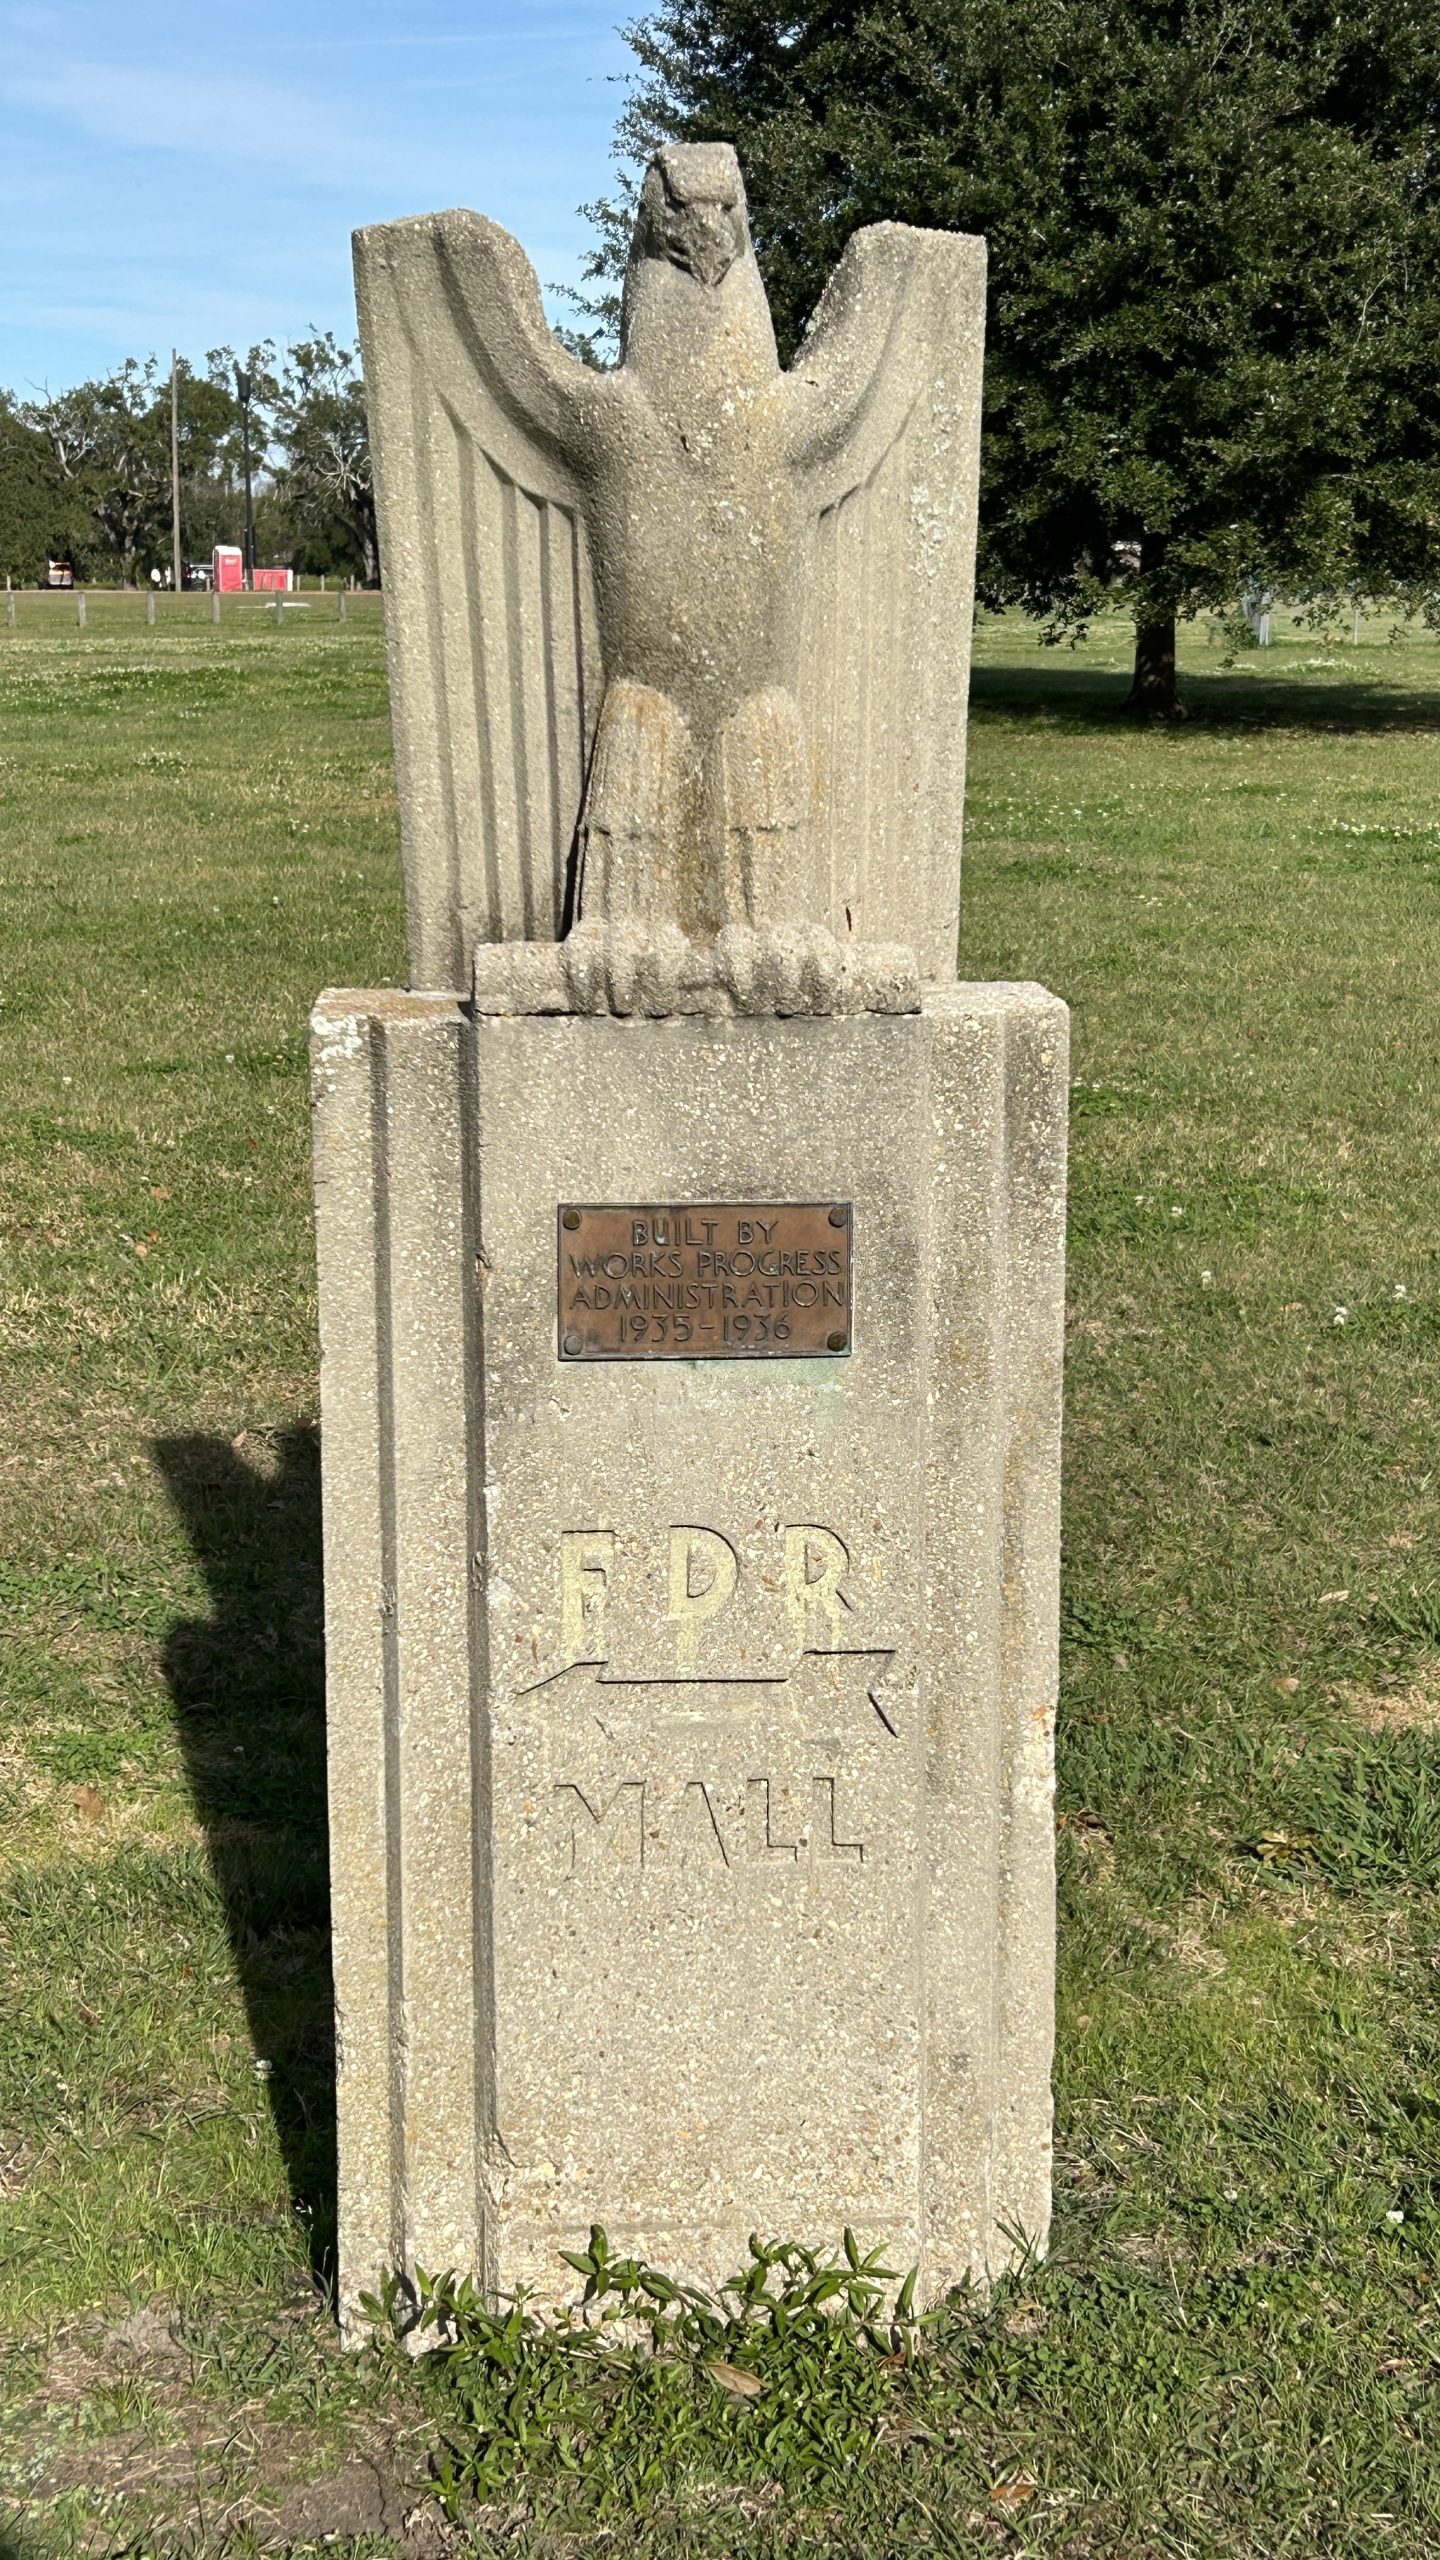 BUILT BY
WORKS PROGRESS
ADMINISTRATION
1935-1936
FDR
MALL